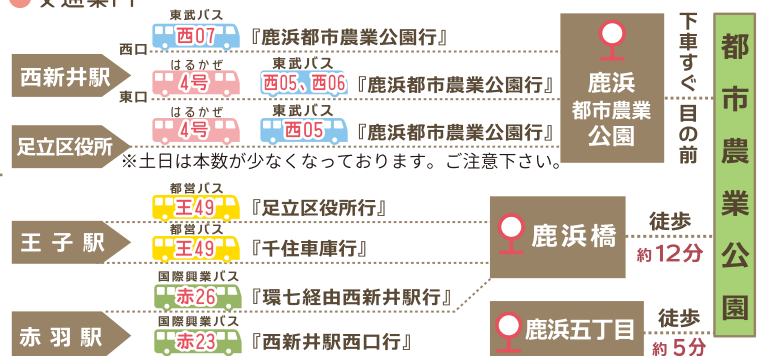 交通案内
東武バス
西口
西07
『鹿浜都市農業公園行』
西新井駅
はるかぜ
東武バス
4号
西05、西06
『鹿浜都市農業公園行』
東口
はるかぜ
東武バス
4号
西05
『鹿浜都市農業公園行』
足立区役所
※土日は本数が少なくなっております。ご注意下さい。
鹿浜
都市農業
公園
下車すぐ 目の前
都市農業公園
都営バス
王49
『足立区役所行』
王子駅
都営バス
王49
『千住車庫行』
鹿浜橋
徒歩
約12分
国際興業バス
赤26
『環七経由西新井駅行』
赤羽駅
国際興業バス
赤23
『西新井駅西口行』
鹿浜五丁目
徒歩
約5分